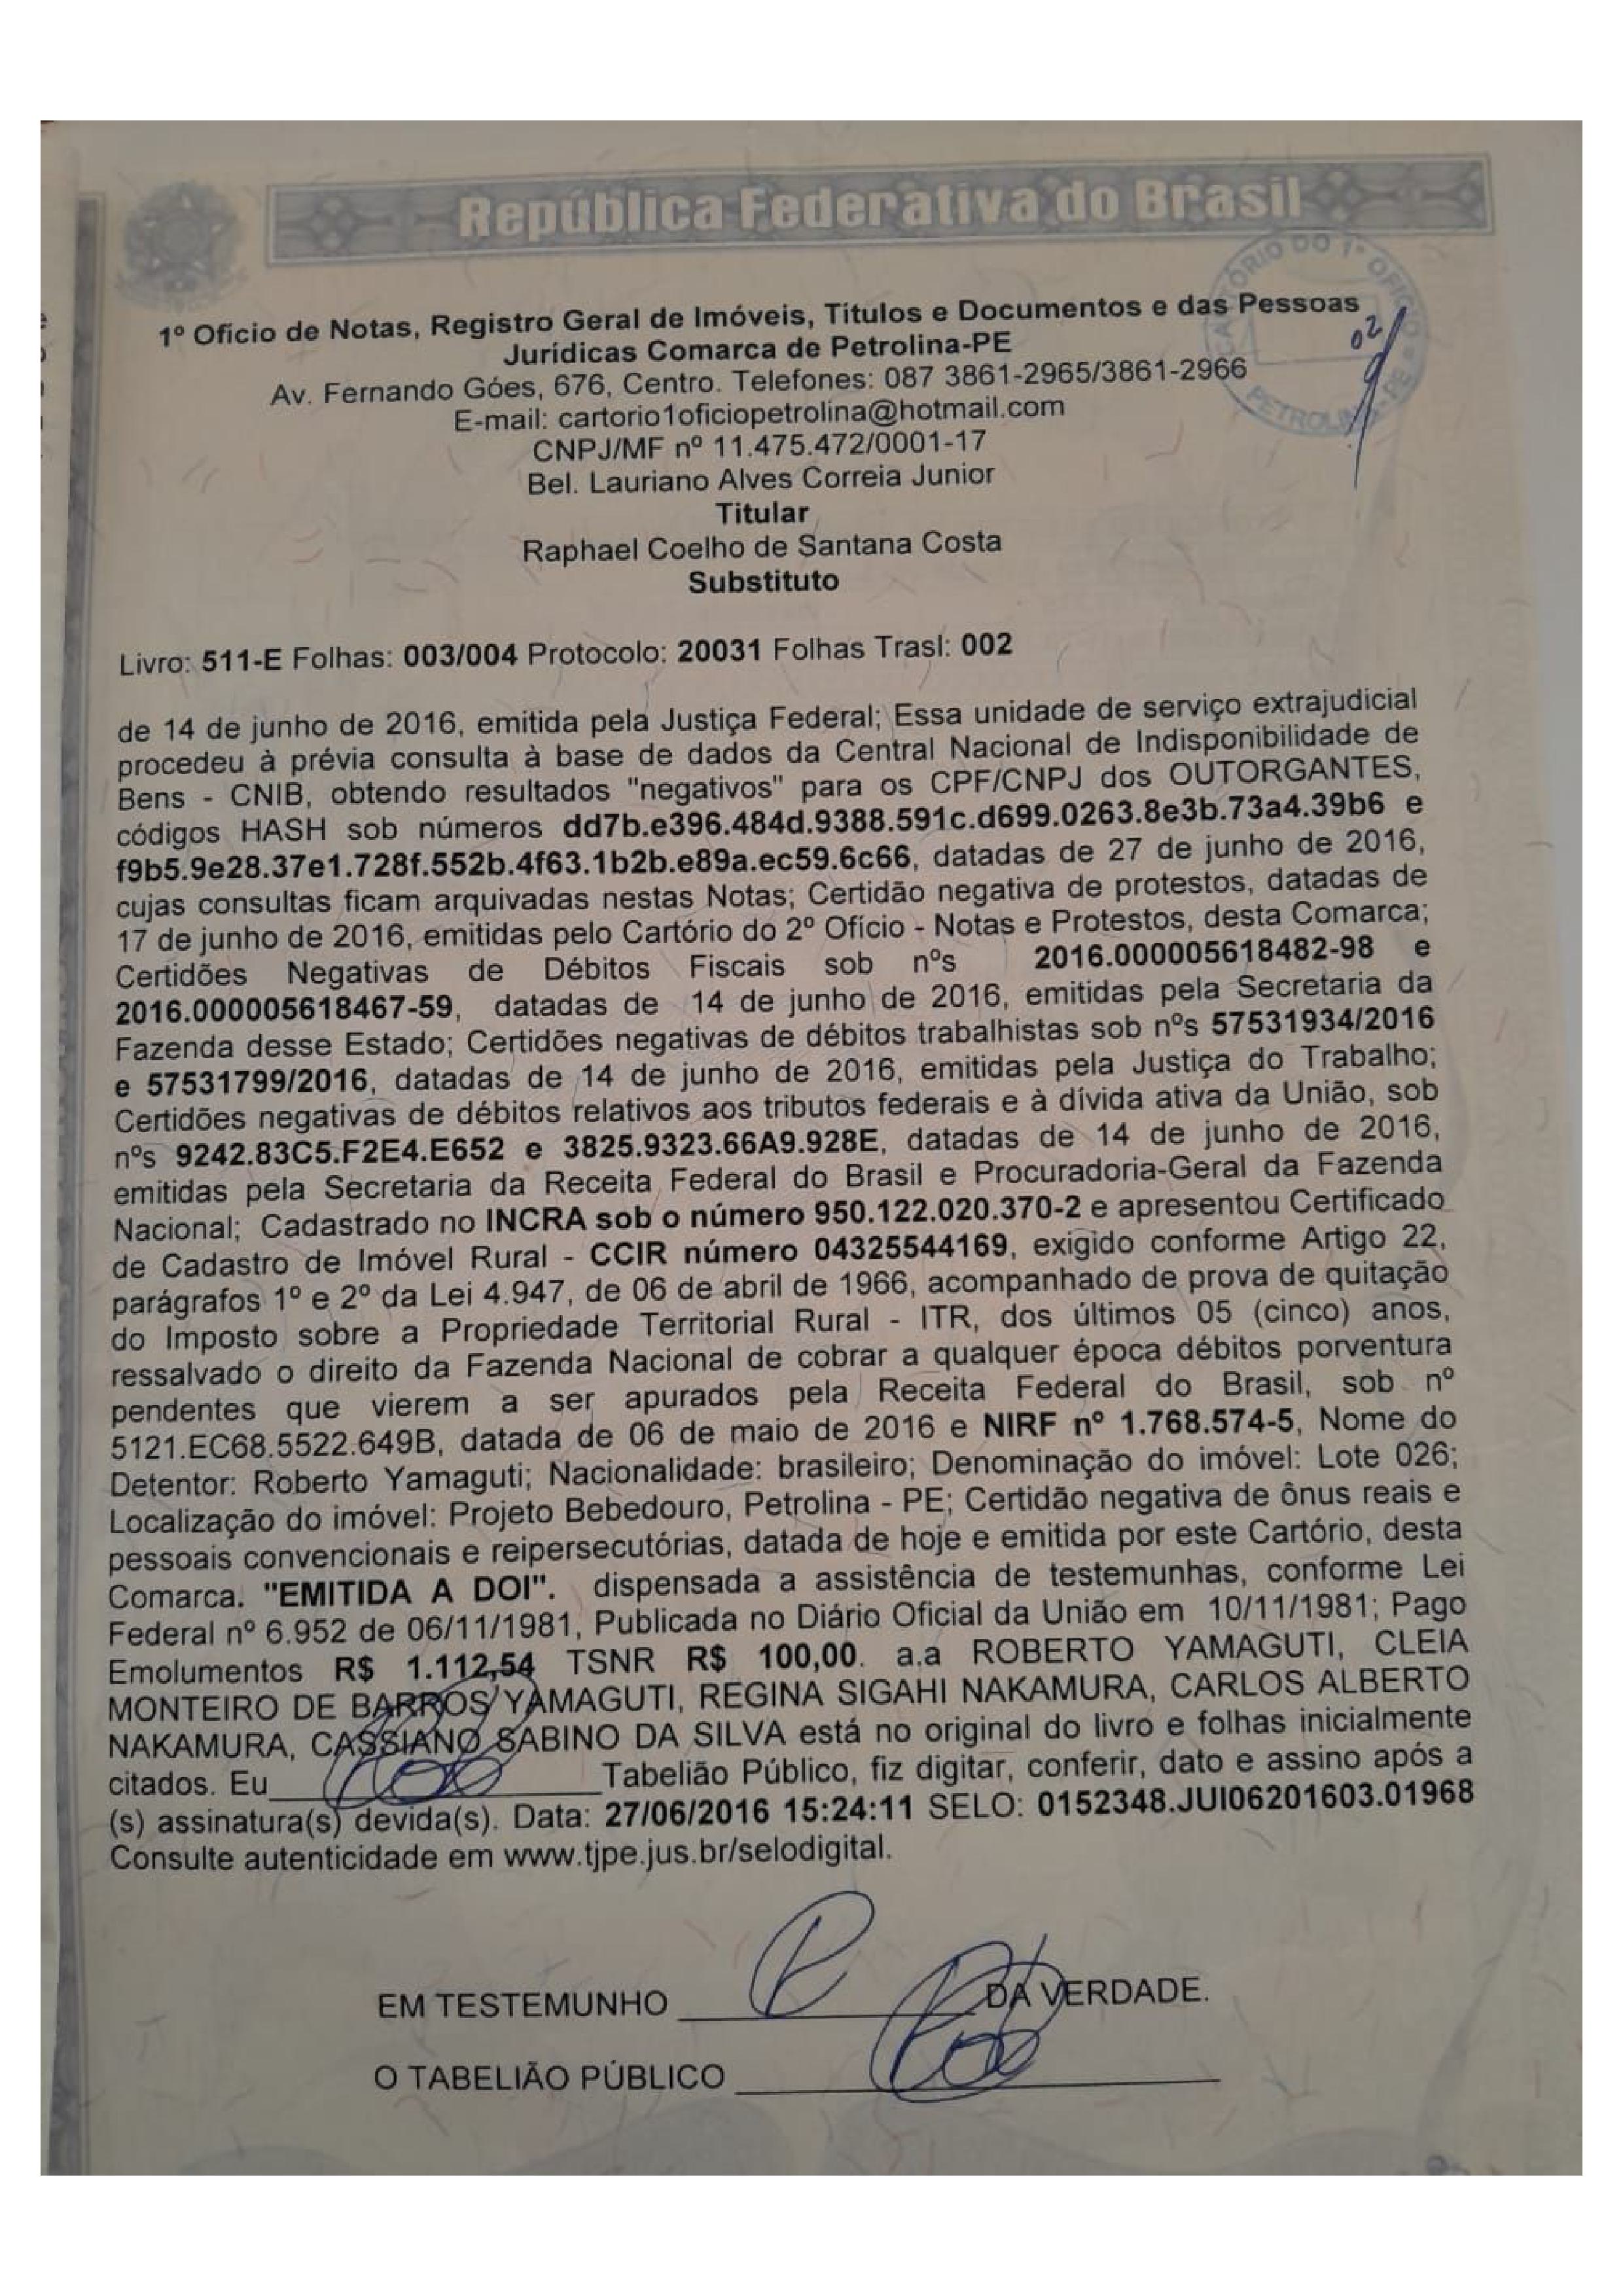 República Federativa do Brasil
CARTÓRIO DO 1º OFICIO
PETROLINA-PE
02
1º Oficio de Notas, Registro Geral de Imóveis, Títulos e Documentos e das Pessoas
Jurídicas Comarca de Petrolina-PE
Av. Fernando Góes, 676, Centro. Telefones: 087 3861-2965/3861-2966
E-mail: cartorio1oficiopetrolina@hotmail.com
CNPJ/MF nº 11.475.472/0001-17
Bel. Lauriano Alves Correia Junior
Titular
Raphael Coelho de Santana Costa
Substituto
Livro: 511-E Folhas: 003/004 Protocolo: 20031 Folhas Trasl: 002
de 14 de junho de 2016, emitida pela Justiça Federal; Essa unidade de serviço extrajudicial
procedeu à prévia consulta à base de dados da Central Nacional de Indisponibilidade de
Bens - CNIB, obtendo resultados "negativos" para os CPF/CNPJ dos OUTORGANTES,
códigos HASH sob números dd7b.e396.484d.9388.591c.d699.0263.8e3b.73a4.39b6 e
f9b5.9e28.37e1.728f.552b.4f63.1b2b.e89a.ec59.6c66, datadas de 27 de junho de 2016,
cujas consultas ficam arquivadas nestas Notas; Certidão negativa de protestos, datadas de
17 de junho de 2016, emitidas pelo Cartório do 2º Ofício - Notas e Protestos, desta Comarca;
Certidões Negativas de Débitos Fiscais sob nºs 2016.000005618482-98 e
2016.000005618467-59, datadas de 14 de junho de 2016, emitidas pela Secretaria da
Fazenda desse Estado; Certidões negativas de débitos trabalhistas sob nºs 57531934/2016
e 57531799/2016, datadas de 14 de junho de 2016, emitidas pela Justiça do Trabalho;
Certidões negativas de débitos relativos aos tributos federais e à dívida ativa da União, sob
nºs 9242.83C5.F2E4.E652 e 3825.9323.66A9.928E, datadas de 14 de junho de 2016,
emitidas pela Secretaria da Receita Federal do Brasil e Procuradoria-Geral da Fazenda
Nacional; Cadastrado no INCRA sob o número 950.122.020.370-2 e apresentou Certificado
de Cadastro de Imóvel Rural - CCIR número 04325544169, exigido conforme Artigo 22,
parágrafos 1º e 2º da Lei 4.947, de 06 de abril de 1966, acompanhado de prova de quitação
do Imposto sobre a Propriedade Territorial Rural - ITR, dos últimos 05 (cinco) anos,
ressalvado o direito da Fazenda Nacional de cobrar a qualquer época débitos porventura
pendentes que vierem a ser apurados pela Receita Federal do Brasil, sob nº
5121.EC68.5522.649B, datada de 06 de maio de 2016 e NIRF nº 1.768.574-5, Nome do
Detentor: Roberto Yamaguti; Nacionalidade: brasileiro; Denominação do imóvel: Lote 026;
Localização do imóvel: Projeto Bebedouro, Petrolina - PE; Certidão negativa de ônus reais e
pessoais convencionais e reipersecutórias, datada de hoje e emitida por este Cartório, desta
Comarca. "EMITIDA A DOI". dispensada a assistência de testemunhas, conforme Lei
Federal nº 6.952 de 06/11/1981, Publicada no Diário Oficial da União em 10/11/1981; Pago
Emolumentos R$ 1.112,54 TSNR R$ 100,00. a.a ROBERTO YAMAGUTI, CLEIA
MONTEIRO DE BARROS YAMAGUTI, REGINA SIGAHI NAKAMURA, CARLOS ALBERTO
NAKAMURA, CASSIANO SABINO DA SILVA está no original do livro e folhas inicialmente
citados. Eu____________________Tabelião Público, fiz digitar, conferir, dato e assino após a
(s) assinatura(s) devida(s). Data: 27/06/2016 15:24:11 SELO: 0152348.JUI06201603.01968
Consulte autenticidade em www.tjpe.jus.br/selodigital.
EM TESTEMUNHO ____________________DA VERDADE.
O TABELIÃO PÚBLICO ________________________________